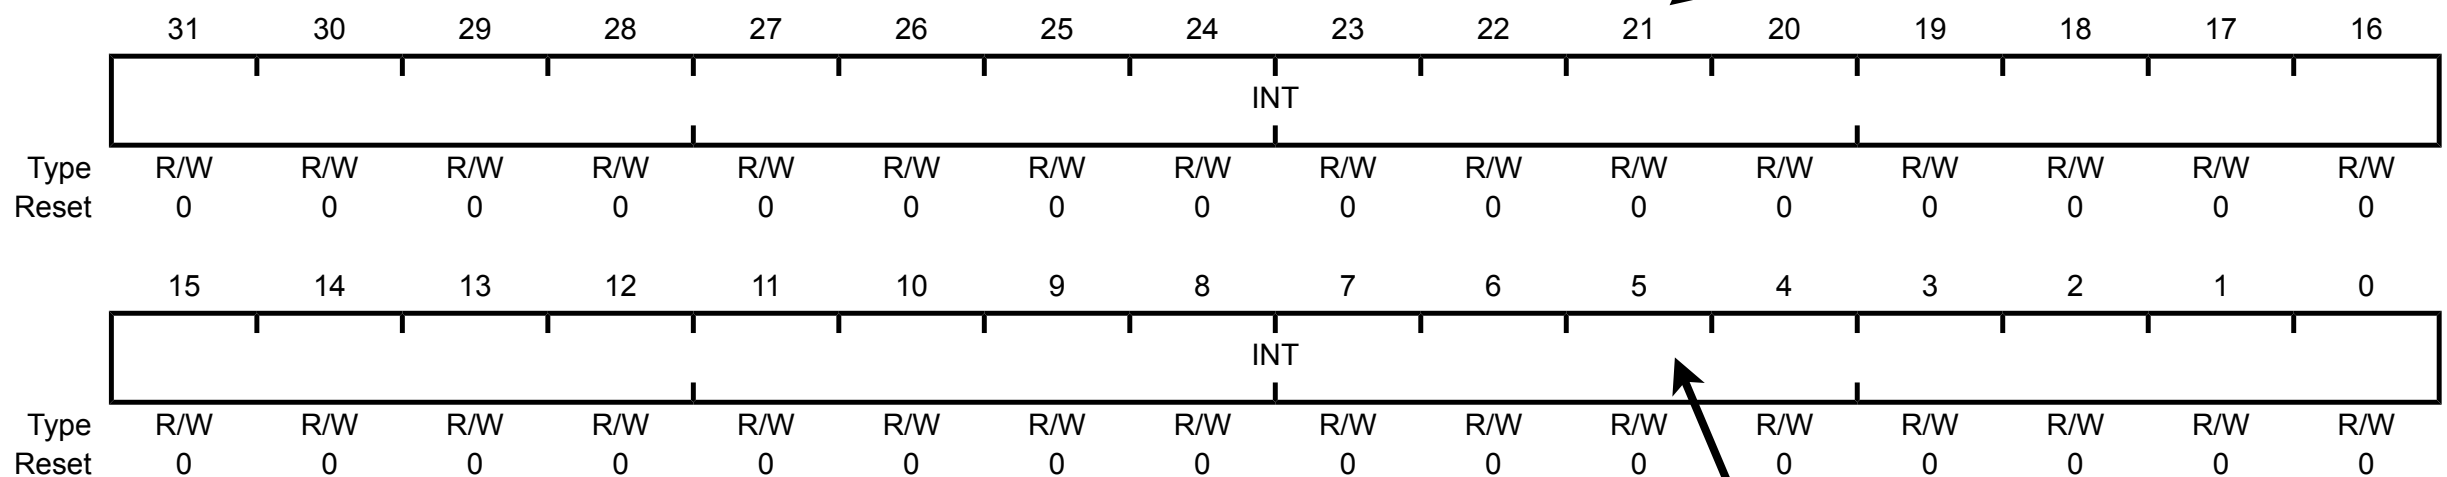 31 30 29 28 27 26 25 24 23 22 21 20 19 18 17 16
INT
Type R/W R/W R/W R/W R/W R/W R/W R/W R/W R/W R/W R/W R/W R/W R/W R/W
Reset 0 0 0 0 0 0 0 0 0 0 0 0 0 0 0 0
15 14 13 12 11 10 9 8 7 6 5 4 3 2 1 0
INT
Type R/W R/W R/W R/W R/W R/W R/W R/W R/W R/W R/W R/W R/W R/W R/W R/W
Reset 0 0 0 0 0 0 0 0 0 0 0 0 0 0 0 0